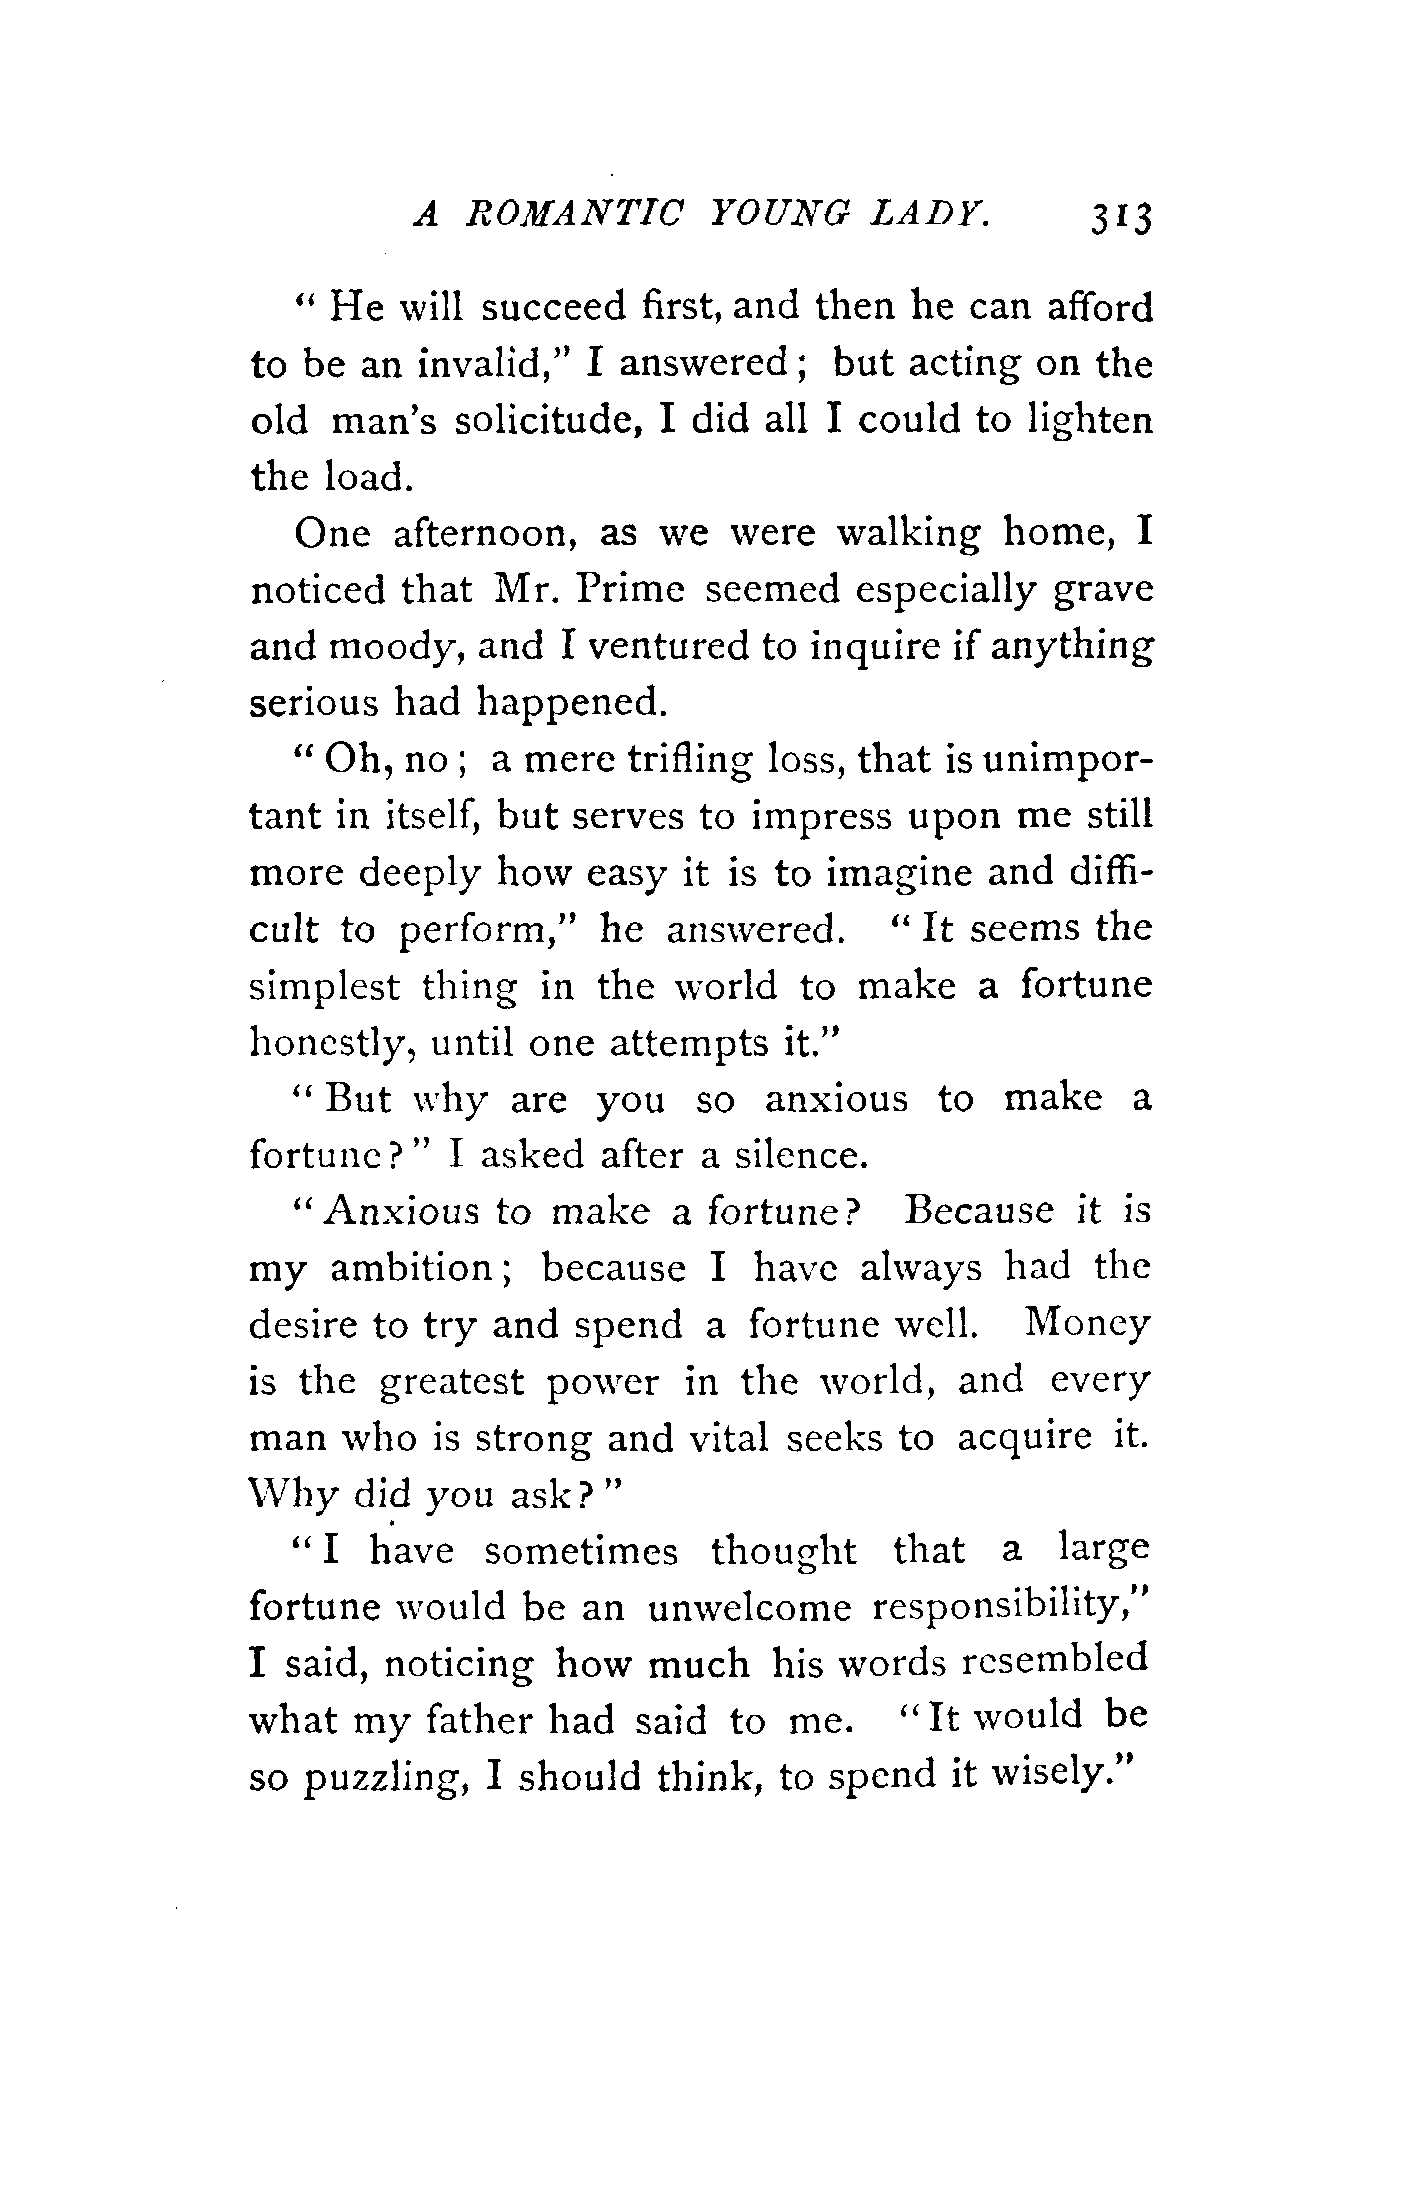 A ROMANTIC YOUNG LADY. 313
“ He will succeed first, and then he can afford
to be an invalid,” I answered ; but acting on the
old man’s solicitude, I did all I could to lighten
the load.
One afternoon, as we were walking home, I
noticed that Mr. Prime seemed especially grave
and moody, and I ventured to inquire if anything
serious had happened.
“ Oh, no ; a mere trifling loss, that is unimpor-
tant in itself, but serves to impress upon me still
more deeply how easy it is to imagine and diffi-
cult to perform,” he answered. “ It seems the
simplest thing in the world to make a fortune
honestly, until one attempts it.”
“ But why are you so anxious to make a
fortune ? ” I asked after a silence.
“ Anxious to make a fortune ? Because it is
my ambition ; because I have always had the
desire to try and spend a fortune well. Money
is the greatest power in the world, and every
man who is strong and vital seeks to acquire it.
Why did you ask ? ”
“ I have sometimes thought that a large
fortune would be an unwelcome responsibility,”
I said, noticing how much his words resembled
what my father had said to me. “ It would be
so puzzling, I should think, to spend it wisely.”